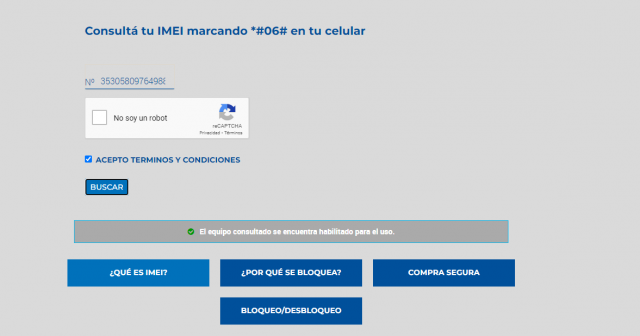 Consultá tu IMEI marcando *#06# en tu celular
Nº 35305809764988
No soy un robot
reCAPTCHA
Privacidad - Términos
ACEPTO TERMINOS Y CONDICIONES
BUSCAR
El equipo consultado se encuentra habilitado para el uso.
¿QUÉ ES IMEI?
¿POR QUÉ SE BLOQUEA?
COMPRA SEGURA
BLOQUEO/DESBLOQUEO